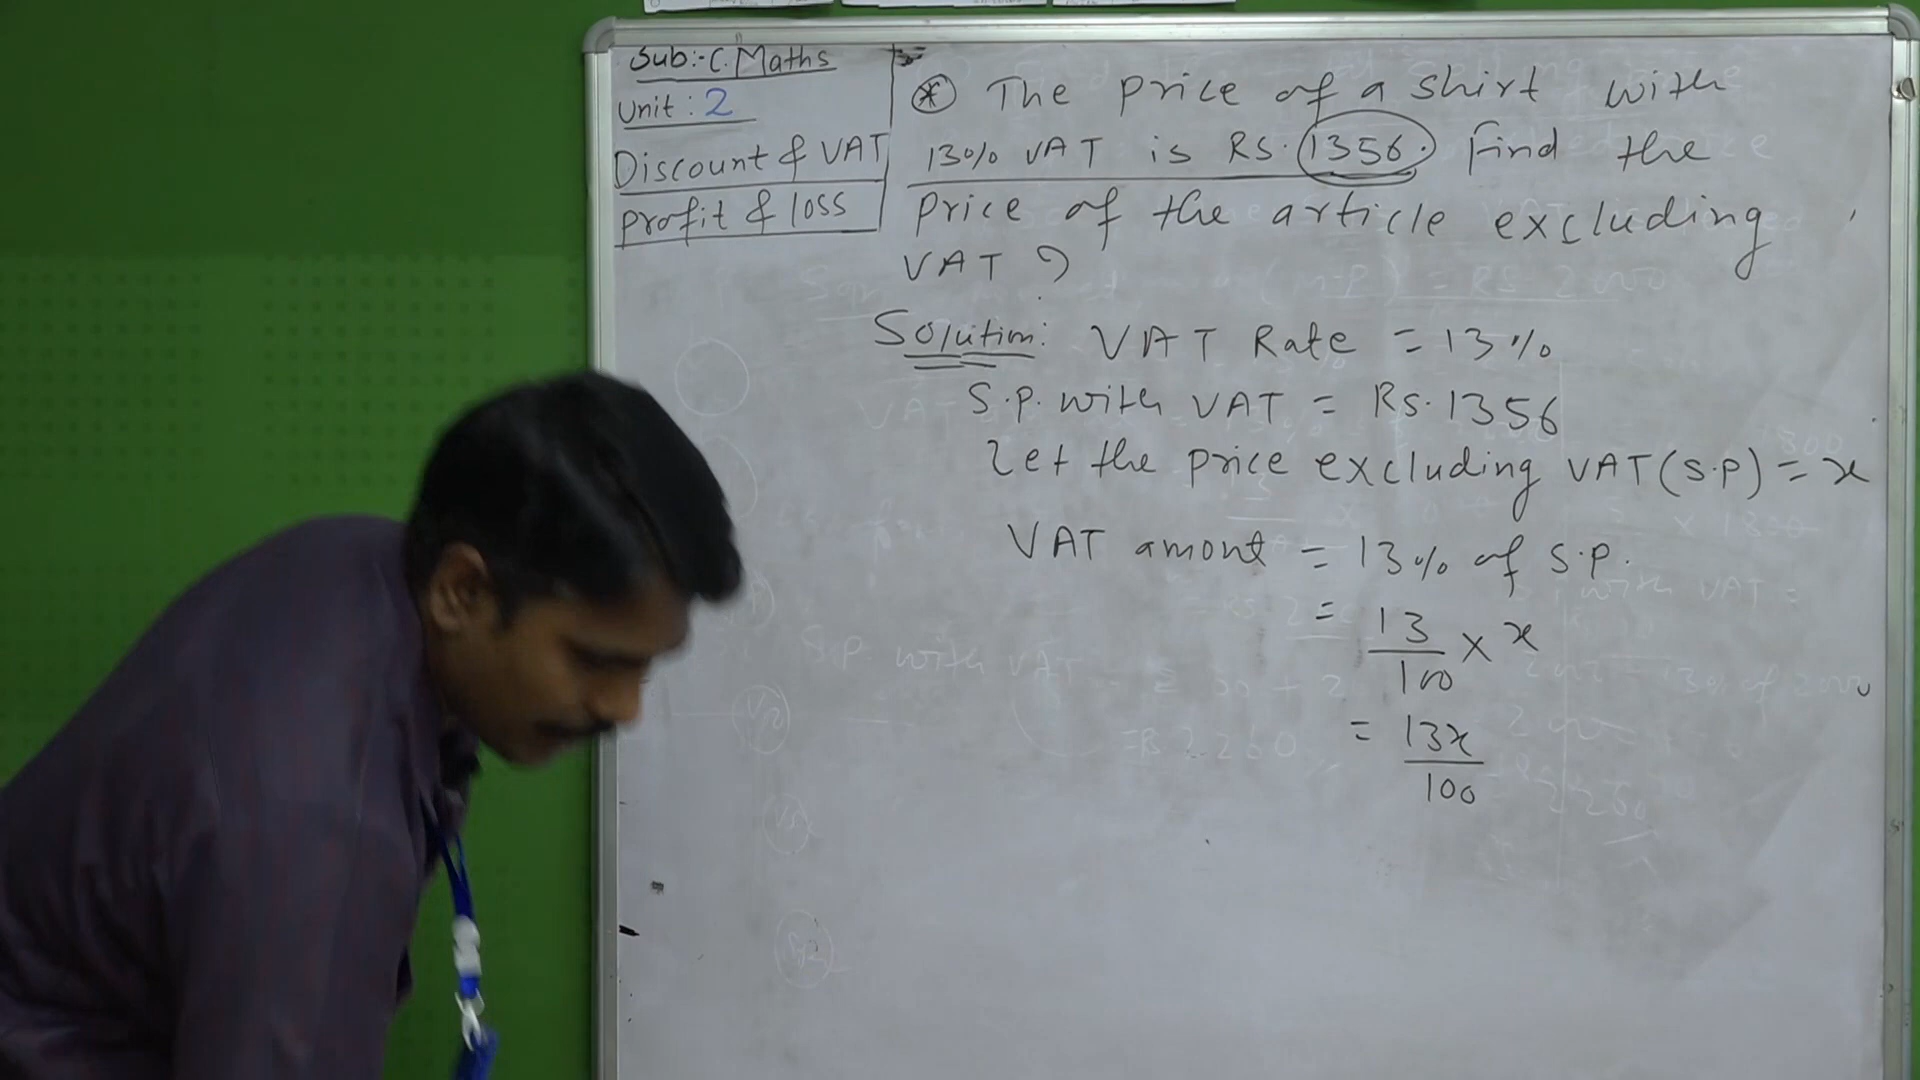 Sub:- C. Maths
Unit : 2
Discount & VAT
profit & loss
* The price of a shirt with
13% VAT is RS. 1356. Find the
price of the article excluding
VAT ?
Solution: VAT Rate = 13%
S.P. with VAT = Rs. 1356
Let the price excluding VAT (S.P) = x
VAT amont = 13% of S.P.
= 13/100 × x
= 13x/100